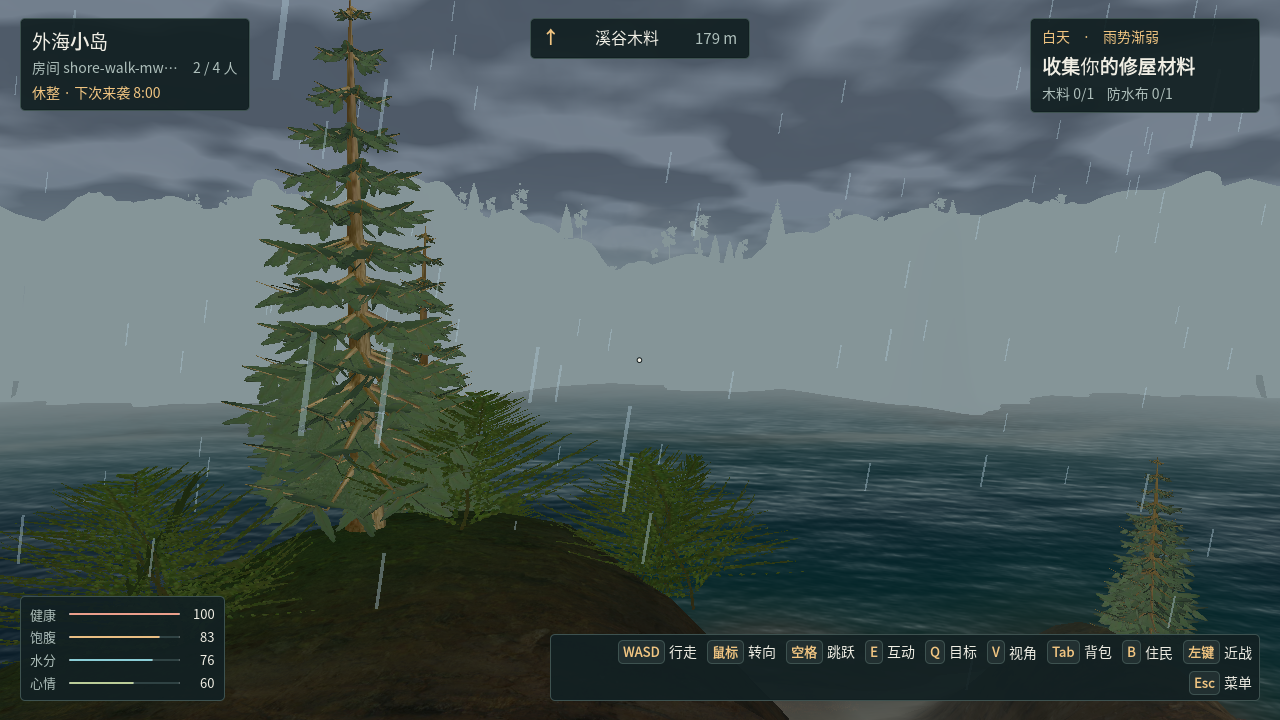 外海小岛
房间 shore-walk-mw… 2 / 4 人
休整 · 下次来袭 8:00
↑ 溪谷木料 179 m
白天 · 雨势渐弱
收集你的修屋材料
木料 0/1 防水布 0/1
健康 100
饱腹 83
水分 76
心情 60
WASD 行走 鼠标 转向 空格 跳跃 E 互动 Q 目标 V 视角 Tab 背包 B 住民 左键 近战
Esc 菜单